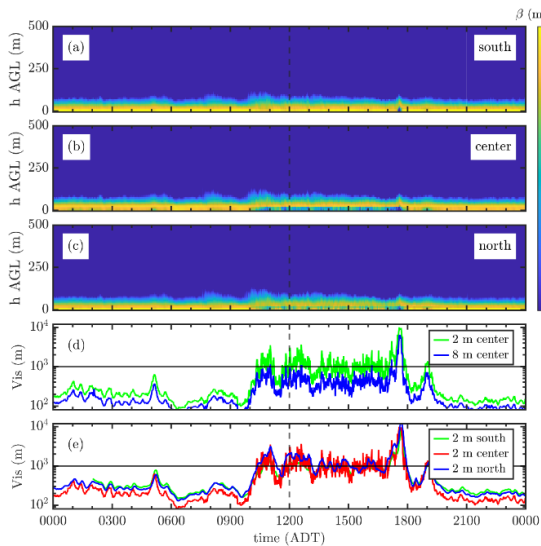 β (m
500
(a)
south
250
h AGL (m)
0
500
(b)
center
250
h AGL (m)
0
500
(c)
north
250
h AGL (m)
0
10⁴
(d)
2 m center
8 m center
10³
Vis (m)
10²
10⁴
(e)
2 m south
2 m center
2 m north
10³
Vis (m)
10²
0000 0300 0600 0900 1200 1500 1800 2100 0000
time (ADT)